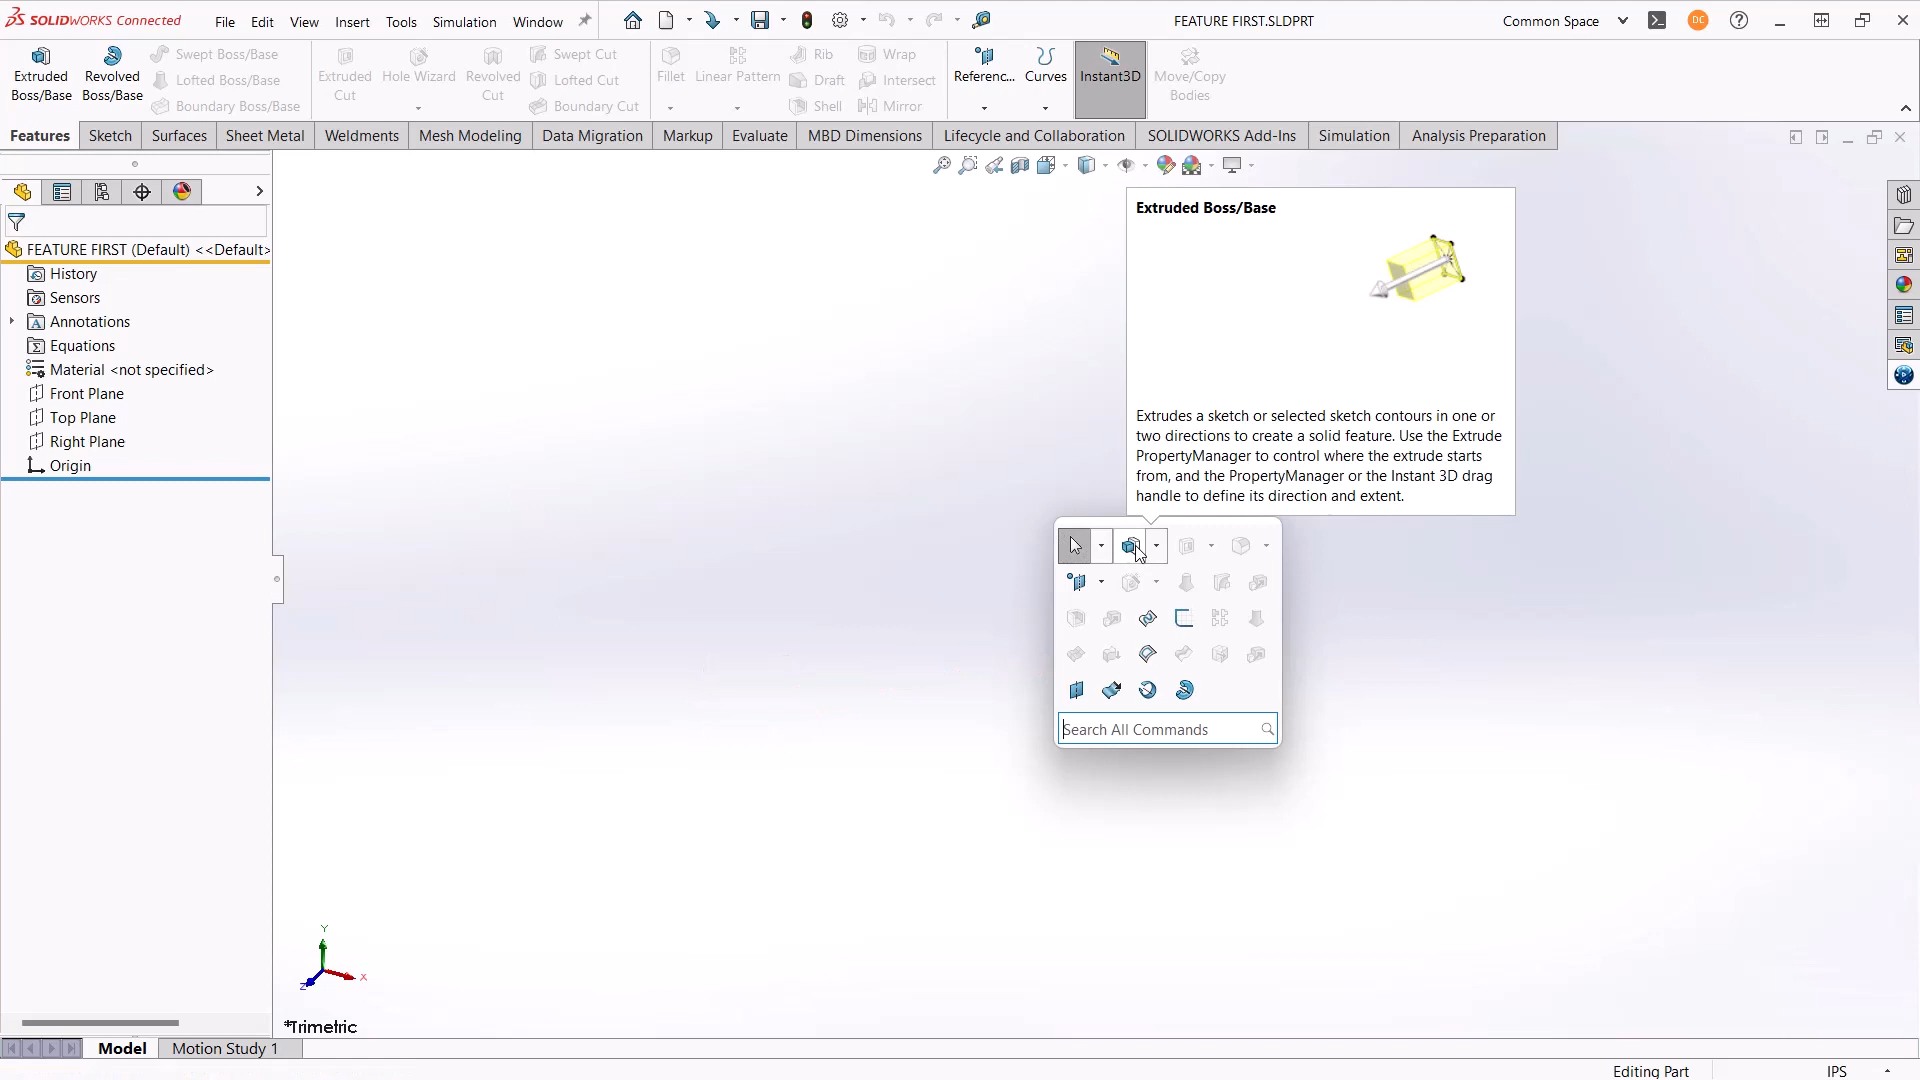 SOLIDWORKS Connected
File Edit View Insert Tools Simulation Window
FEATURE FIRST.SLDPRT
Common Space
DC
Extruded Boss/Base
Revolved Boss/Base
Swept Boss/Base
Lofted Boss/Base
Boundary Boss/Base
Extruded Cut
Hole Wizard
Revolved Cut
Swept Cut
Lofted Cut
Boundary Cut
Fillet
Linear Pattern
Rib
Draft
Shell
Wrap
Intersect
Mirror
Referenc...
Curves
Instant3D
Move/Copy Bodies
Features Sketch Surfaces Sheet Metal Weldments Mesh Modeling Data Migration Markup Evaluate MBD Dimensions Lifecycle and Collaboration SOLIDWORKS Add-Ins Simulation Analysis Preparation
FEATURE FIRST (Default) <<Default>
History
Sensors
Annotations
Equations
Material <not specified>
Front Plane
Top Plane
Right Plane
Origin
Extruded Boss/Base
Extrudes a sketch or selected sketch contours in one or
two directions to create a solid feature. Use the Extrude
PropertyManager to control where the extrude starts
from, and the PropertyManager or the Instant 3D drag
handle to define its direction and extent.
Search All Commands
Y
X
Z
*Trimetric
Model Motion Study 1
Editing Part IPS